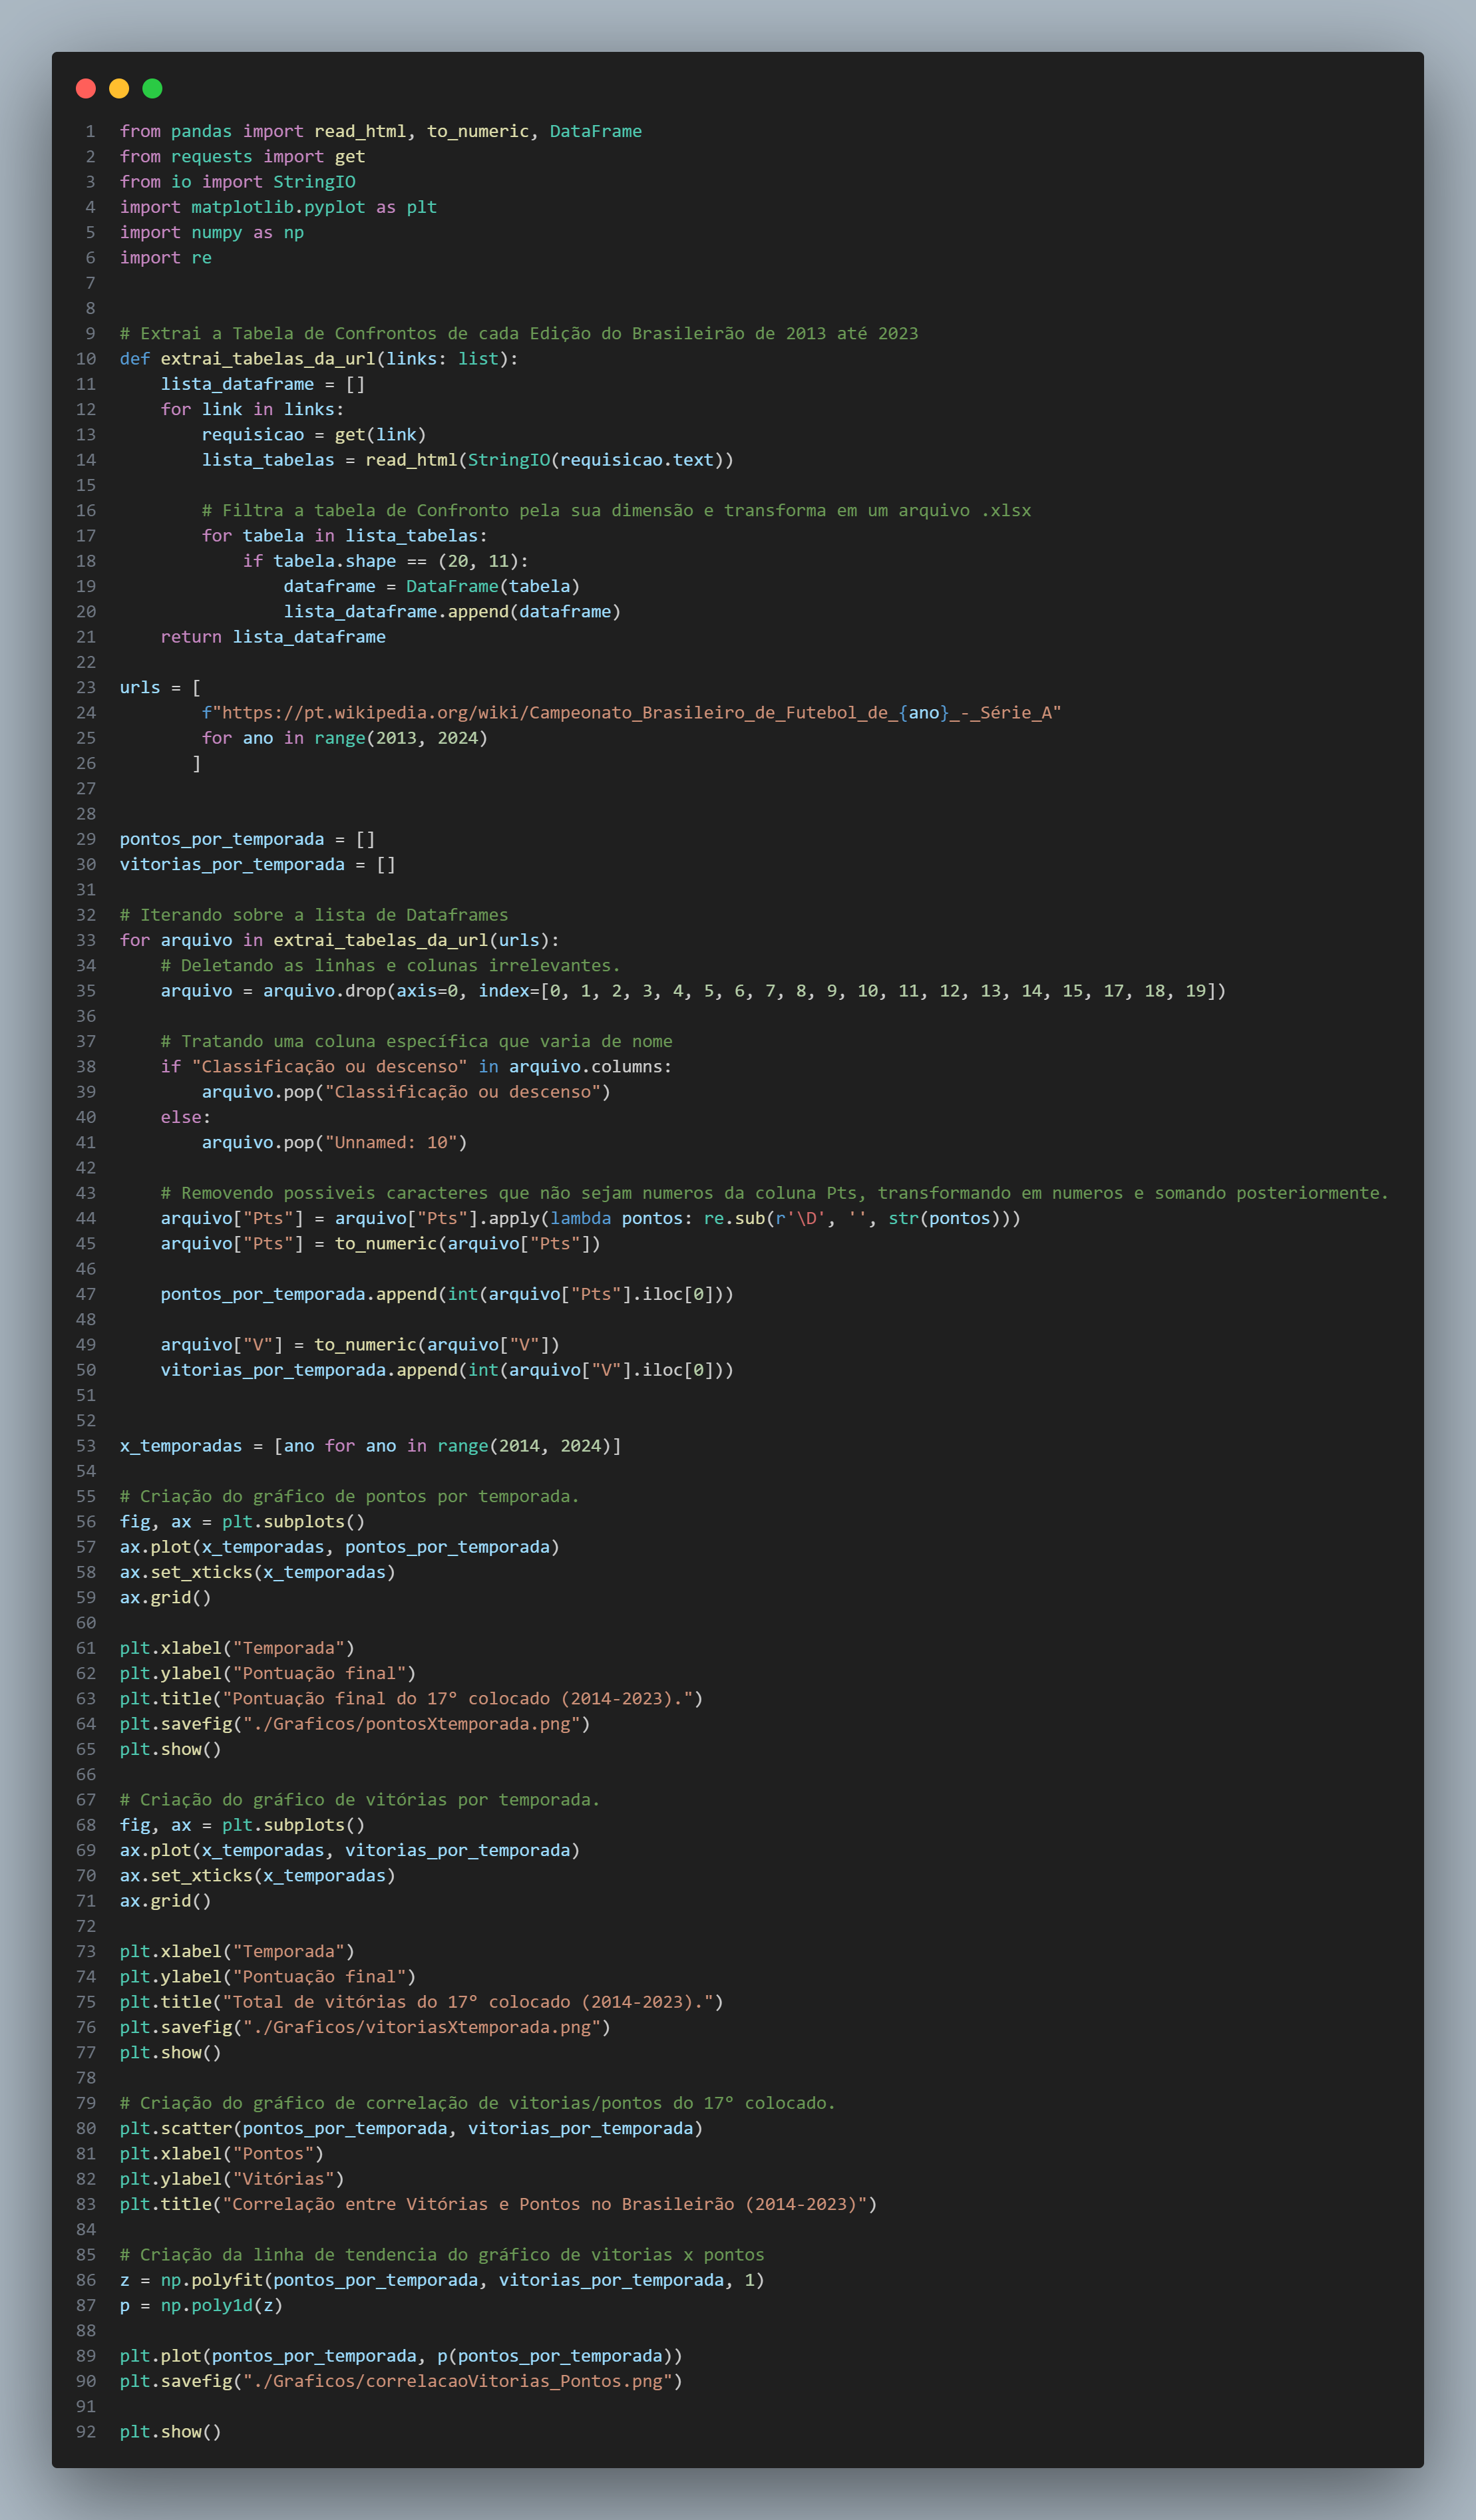 1 from pandas import read_html, to_numeric, DataFrame
2 from requests import get
3 from io import StringIO
4 import matplotlib.pyplot as plt
5 import numpy as np
6 import re
7
8
9 # Extrai a Tabela de Confrontos de cada Edição do Brasileirão de 2013 até 2023
10 def extrai_tabelas_da_url(links: list):
11     lista_dataframe = []
12     for link in links:
13         requisicao = get(link)
14         lista_tabelas = read_html(StringIO(requisicao.text))
15
16         # Filtra a tabela de Confronto pela sua dimensão e transforma em um arquivo .xlsx
17         for tabela in lista_tabelas:
18             if tabela.shape == (20, 11):
19                 dataframe = DataFrame(tabela)
20                 lista_dataframe.append(dataframe)
21     return lista_dataframe
22
23 urls = [
24         f"https://pt.wikipedia.org/wiki/Campeonato_Brasileiro_de_Futebol_de_{ano}_-_Série_A"
25         for ano in range(2013, 2024)
26        ]
27
28
29 pontos_por_temporada = []
30 vitorias_por_temporada = []
31
32 # Iterando sobre a lista de Dataframes
33 for arquivo in extrai_tabelas_da_url(urls):
34     # Deletando as linhas e colunas irrelevantes.
35     arquivo = arquivo.drop(axis=0, index=[0, 1, 2, 3, 4, 5, 6, 7, 8, 9, 10, 11, 12, 13, 14, 15, 17, 18, 19])
36
37     # Tratando uma coluna específica que varia de nome
38     if "Classificação ou descenso" in arquivo.columns:
39         arquivo.pop("Classificação ou descenso")
40     else:
41         arquivo.pop("Unnamed: 10")
42
43     # Removendo possiveis caracteres que não sejam numeros da coluna Pts, transformando em numeros e somando posteriormente.
44     arquivo["Pts"] = arquivo["Pts"].apply(lambda pontos: re.sub(r'\D', '', str(pontos)))
45     arquivo["Pts"] = to_numeric(arquivo["Pts"])
46
47     pontos_por_temporada.append(int(arquivo["Pts"].iloc[0]))
48
49     arquivo["V"] = to_numeric(arquivo["V"])
50     vitorias_por_temporada.append(int(arquivo["V"].iloc[0]))
51
52
53 x_temporadas = [ano for ano in range(2014, 2024)]
54
55 # Criação do gráfico de pontos por temporada.
56 fig, ax = plt.subplots()
57 ax.plot(x_temporadas, pontos_por_temporada)
58 ax.set_xticks(x_temporadas)
59 ax.grid()
60
61 plt.xlabel("Temporada")
62 plt.ylabel("Pontuação final")
63 plt.title("Pontuação final do 17º colocado (2014-2023).")
64 plt.savefig("./Graficos/pontosXtemporada.png")
65 plt.show()
66
67 # Criação do gráfico de vitórias por temporada.
68 fig, ax = plt.subplots()
69 ax.plot(x_temporadas, vitorias_por_temporada)
70 ax.set_xticks(x_temporadas)
71 ax.grid()
72
73 plt.xlabel("Temporada")
74 plt.ylabel("Pontuação final")
75 plt.title("Total de vitórias do 17º colocado (2014-2023).")
76 plt.savefig("./Graficos/vitoriasXtemporada.png")
77 plt.show()
78
79 # Criação do gráfico de correlação de vitorias/pontos do 17º colocado.
80 plt.scatter(pontos_por_temporada, vitorias_por_temporada)
81 plt.xlabel("Pontos")
82 plt.ylabel("Vitórias")
83 plt.title("Correlação entre Vitórias e Pontos no Brasileirão (2014-2023)")
84
85 # Criação da linha de tendencia do gráfico de vitorias x pontos
86 z = np.polyfit(pontos_por_temporada, vitorias_por_temporada, 1)
87 p = np.poly1d(z)
88
89 plt.plot(pontos_por_temporada, p(pontos_por_temporada))
90 plt.savefig("./Graficos/correlacaoVitorias_Pontos.png")
91
92 plt.show()